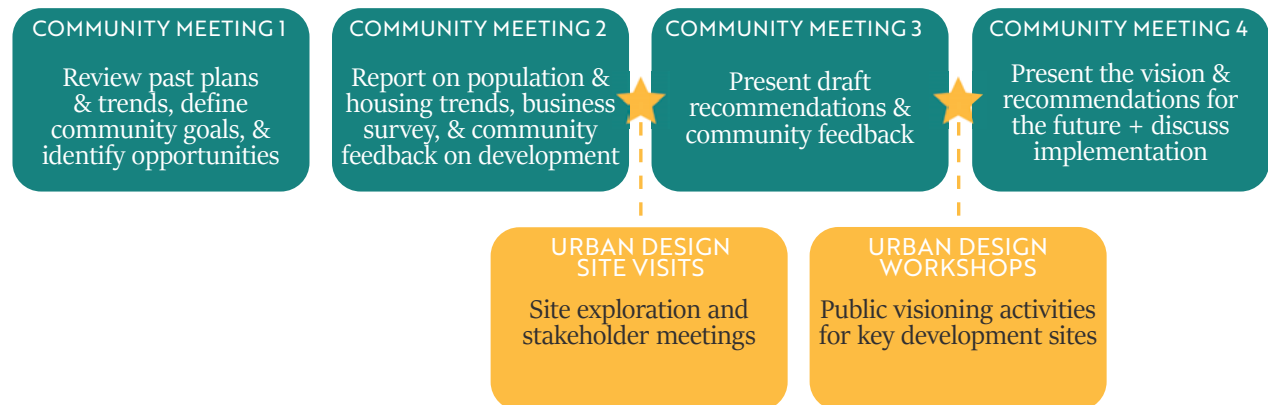 COMMUNITY MEETING 1
Review past plans
& trends, define
community goals, &
identify opportunities
COMMUNITY MEETING 2
Report on population &
housing trends, business
survey, & community
feedback on development
COMMUNITY MEETING 3
Present draft
recommendations &
community feedback
COMMUNITY MEETING 4
Present the vision &
recommendations for
the future + discuss
implementation
URBAN DESIGN
SITE VISITS
Site exploration and
stakeholder meetings
URBAN DESIGN
WORKSHOPS
Public visioning activities
for key development sites